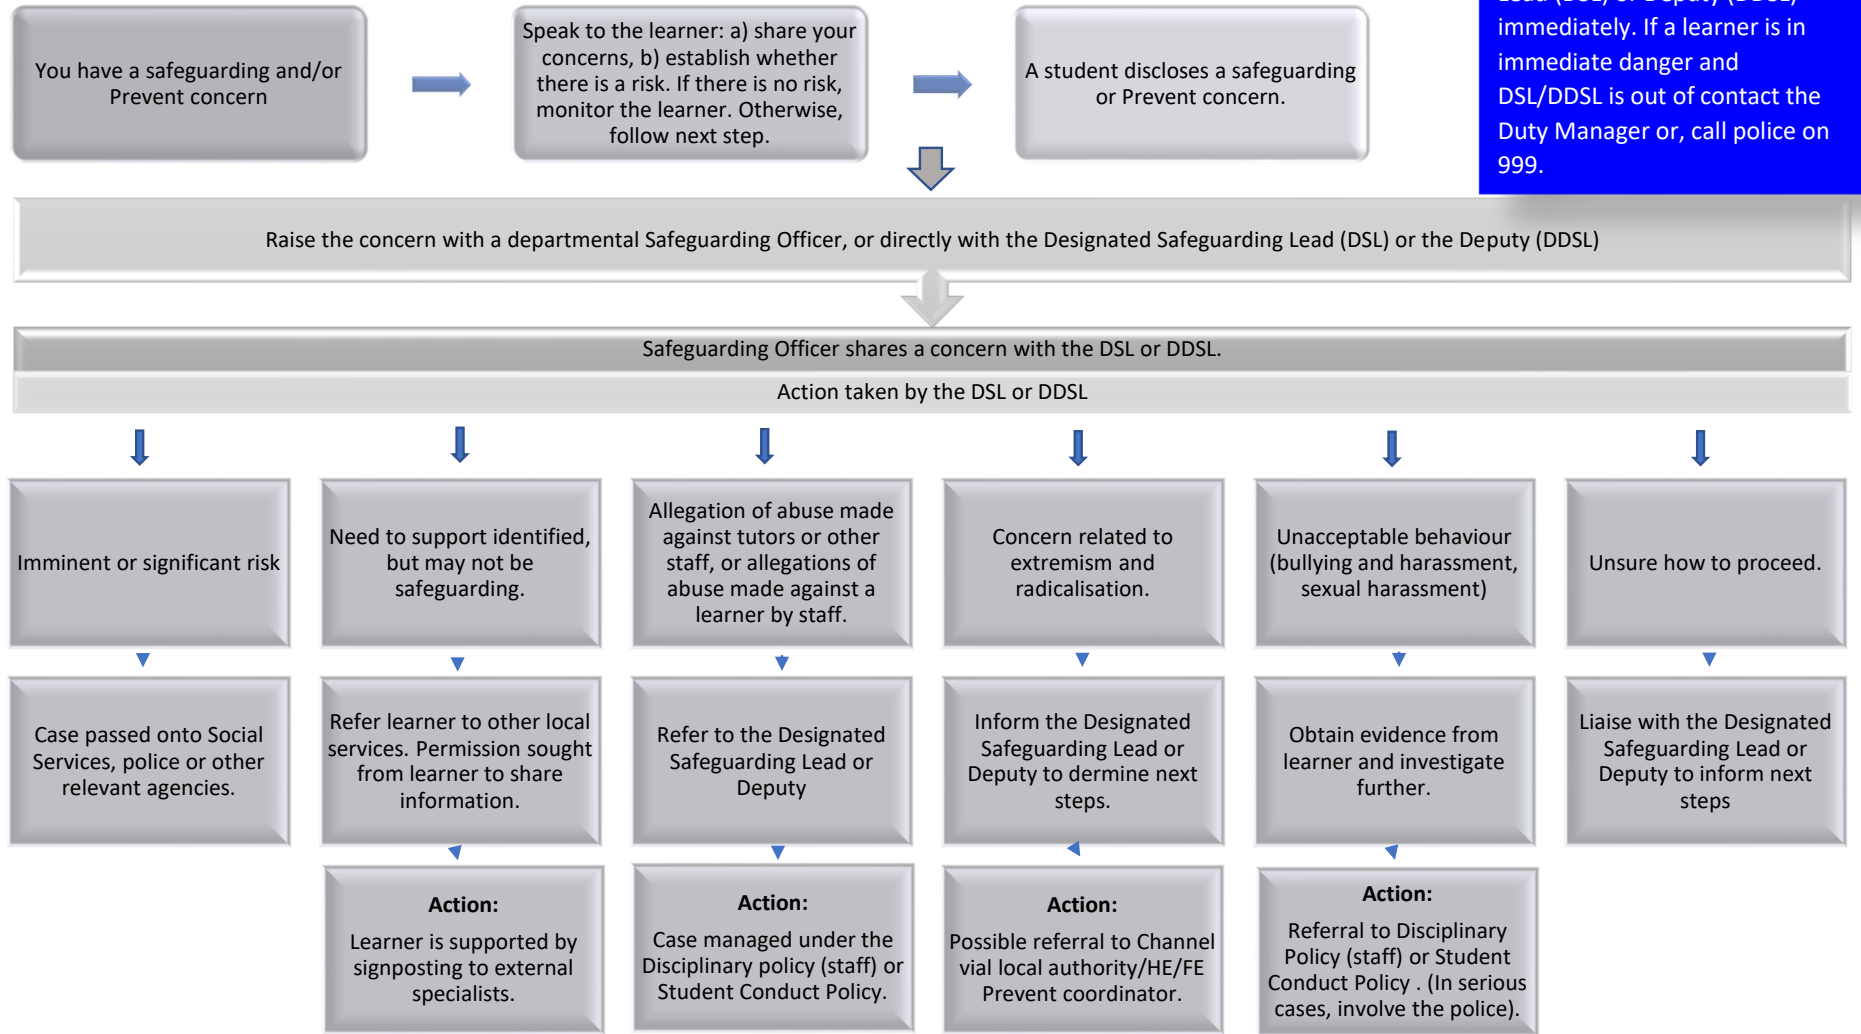 You have a safeguarding and/or
Prevent concern
Speak to the learner: a) share your
concerns, b) establish whether
there is a risk. If there is no risk,
monitor the learner. Otherwise,
follow next step.
A student discloses a safeguarding
or Prevent concern.
immediately. If a learner is in
immediate danger and
DSL/DDSL is out of contact the
Duty Manager or, call police on
999.
Raise the concern with a departmental Safeguarding Officer, or directly with the Designated Safeguarding Lead (DSL) or the Deputy (DDSL)
Safeguarding Officer shares a concern with the DSL or DDSL.
Action taken by the DSL or DDSL
Imminent or significant risk
Need to support identified,
but may not be
safeguarding.
Allegation of abuse made
against tutors or other
staff, or allegations of
abuse made against a
learner by staff.
Concern related to
extremism and
radicalisation.
Unacceptable behaviour
(bullying and harassment,
sexual harassment)
Unsure how to proceed.
Case passed onto Social
Services, police or other
relevant agencies.
Refer learner to other local
services. Permission sought
from learner to share
information.
Refer to the Designated
Safeguarding Lead or
Deputy
Inform the Designated
Safeguarding Lead or
Deputy to dermine next
steps.
Obtain evidence from
learner and investigate
further.
Liaise with the Designated
Safeguarding Lead or
Deputy to inform next
steps
Action:
Learner is supported by
signposting to external
specialists.
Action:
Case managed under the
Disciplinary policy (staff) or
Student Conduct Policy.
Action:
Possible referral to Channel
vial local authority/HE/FE
Prevent coordinator.
Action:
Referral to Disciplinary
Policy (staff) or Student
Conduct Policy . (In serious
cases, involve the police).